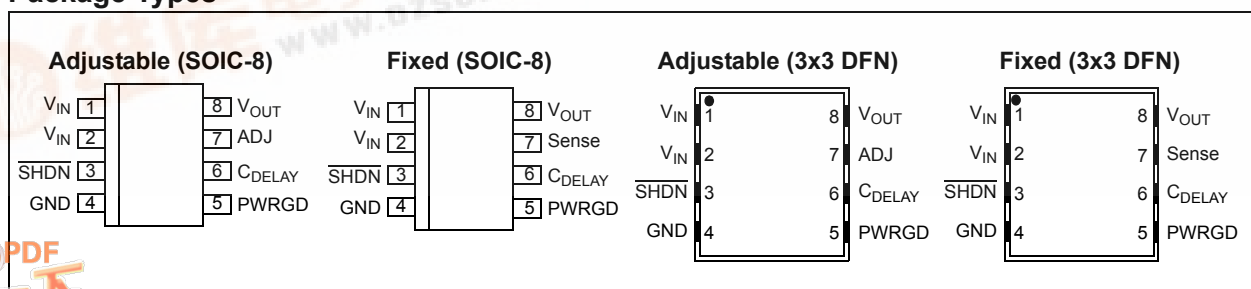 Package Types
Adjustable (SOIC-8)
VIN 1
VIN 2
SHDN 3
GND 4
8 VOUT
7 ADJ
6 CDELAY
5 PWRGD
Fixed (SOIC-8)
VIN 1
VIN 2
SHDN 3
GND 4
8 VOUT
7 Sense
6 CDELAY
5 PWRGD
Adjustable (3x3 DFN)
VIN 1
VIN 2
SHDN 3
GND 4
8 VOUT
7 ADJ
6 CDELAY
5 PWRGD
Fixed (3x3 DFN)
VIN 1
VIN 2
SHDN 3
GND 4
8 VOUT
7 Sense
6 CDELAY
5 PWRGD
PDF